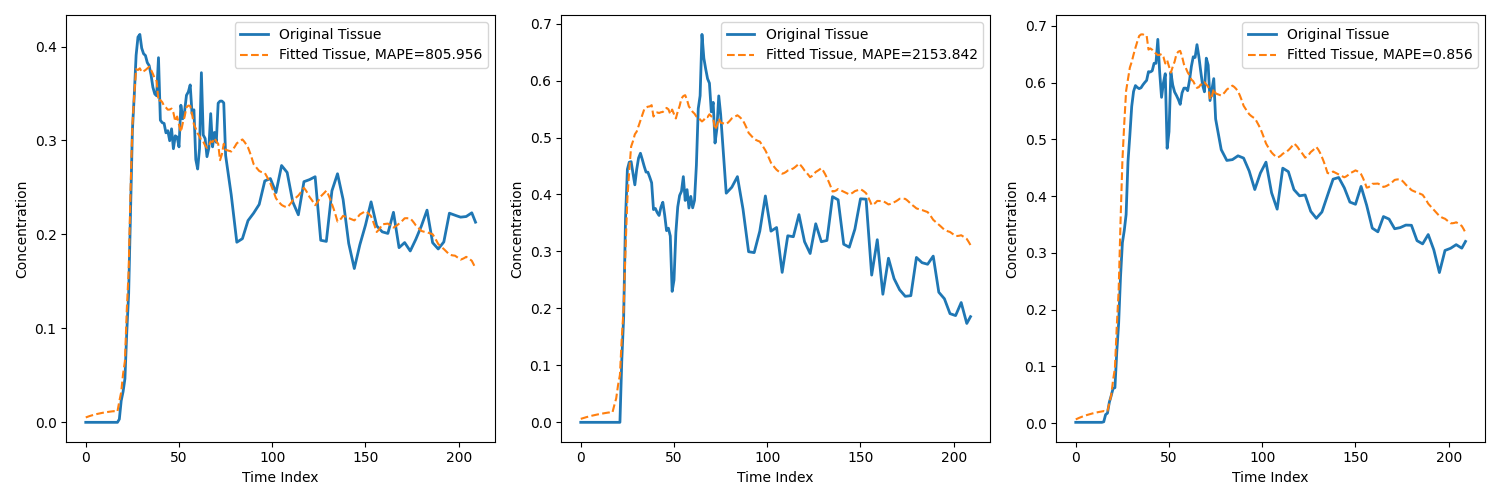 Original Tissue
Fitted Tissue, MAPE=805.956
Concentration
0.4
0.3
0.2
0.1
0.0
0 50 100 150 200
Time Index
Original Tissue
Fitted Tissue, MAPE=2153.842
Concentration
0.7
0.6
0.5
0.4
0.3
0.2
0.1
0.0
0 50 100 150 200
Time Index
Original Tissue
Fitted Tissue, MAPE=0.856
Concentration
0.7
0.6
0.5
0.4
0.3
0.2
0.1
0.0
0 50 100 150 200
Time Index